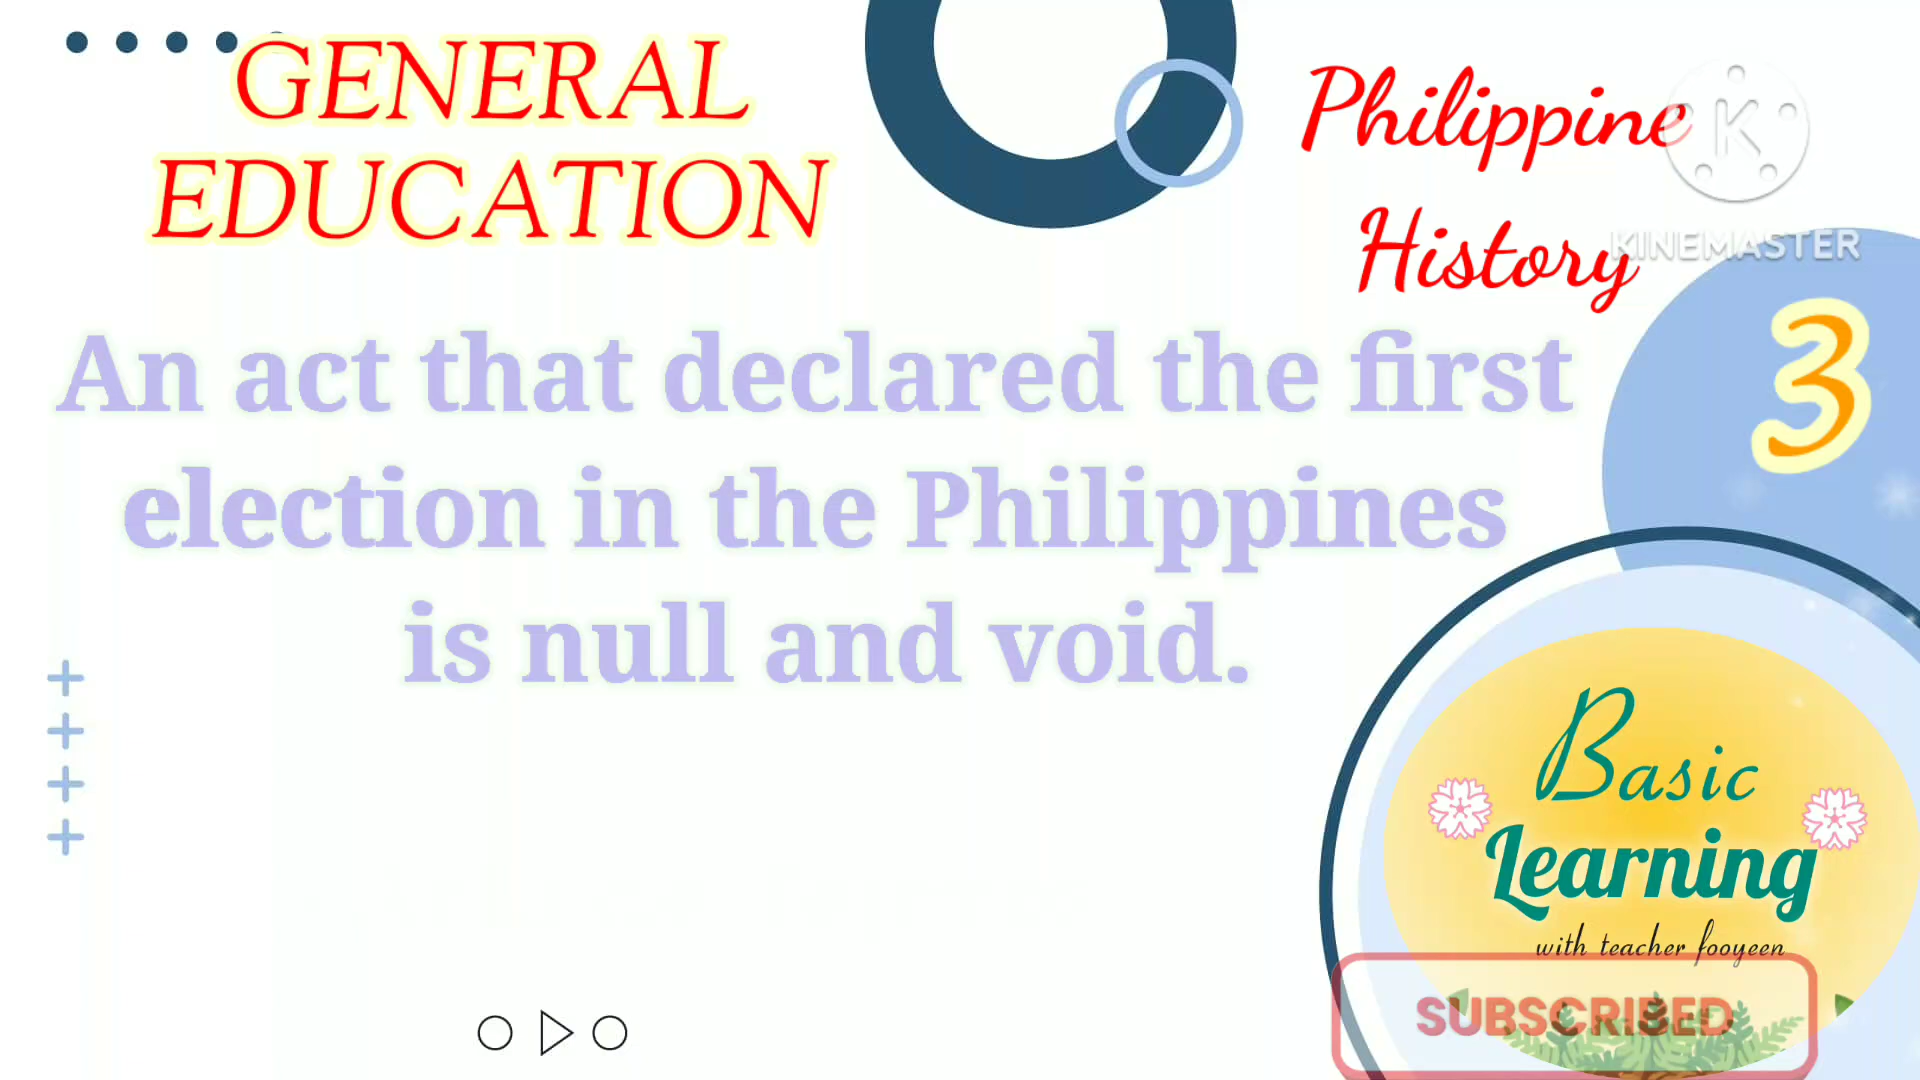 GENERAL
EDUCATION
Philippine
History
KINEMASTER
3
An act that declared the first
election in the Philippines
is null and void.
Basic
Learning
with teacher fooyeen
SUBSCRIBED